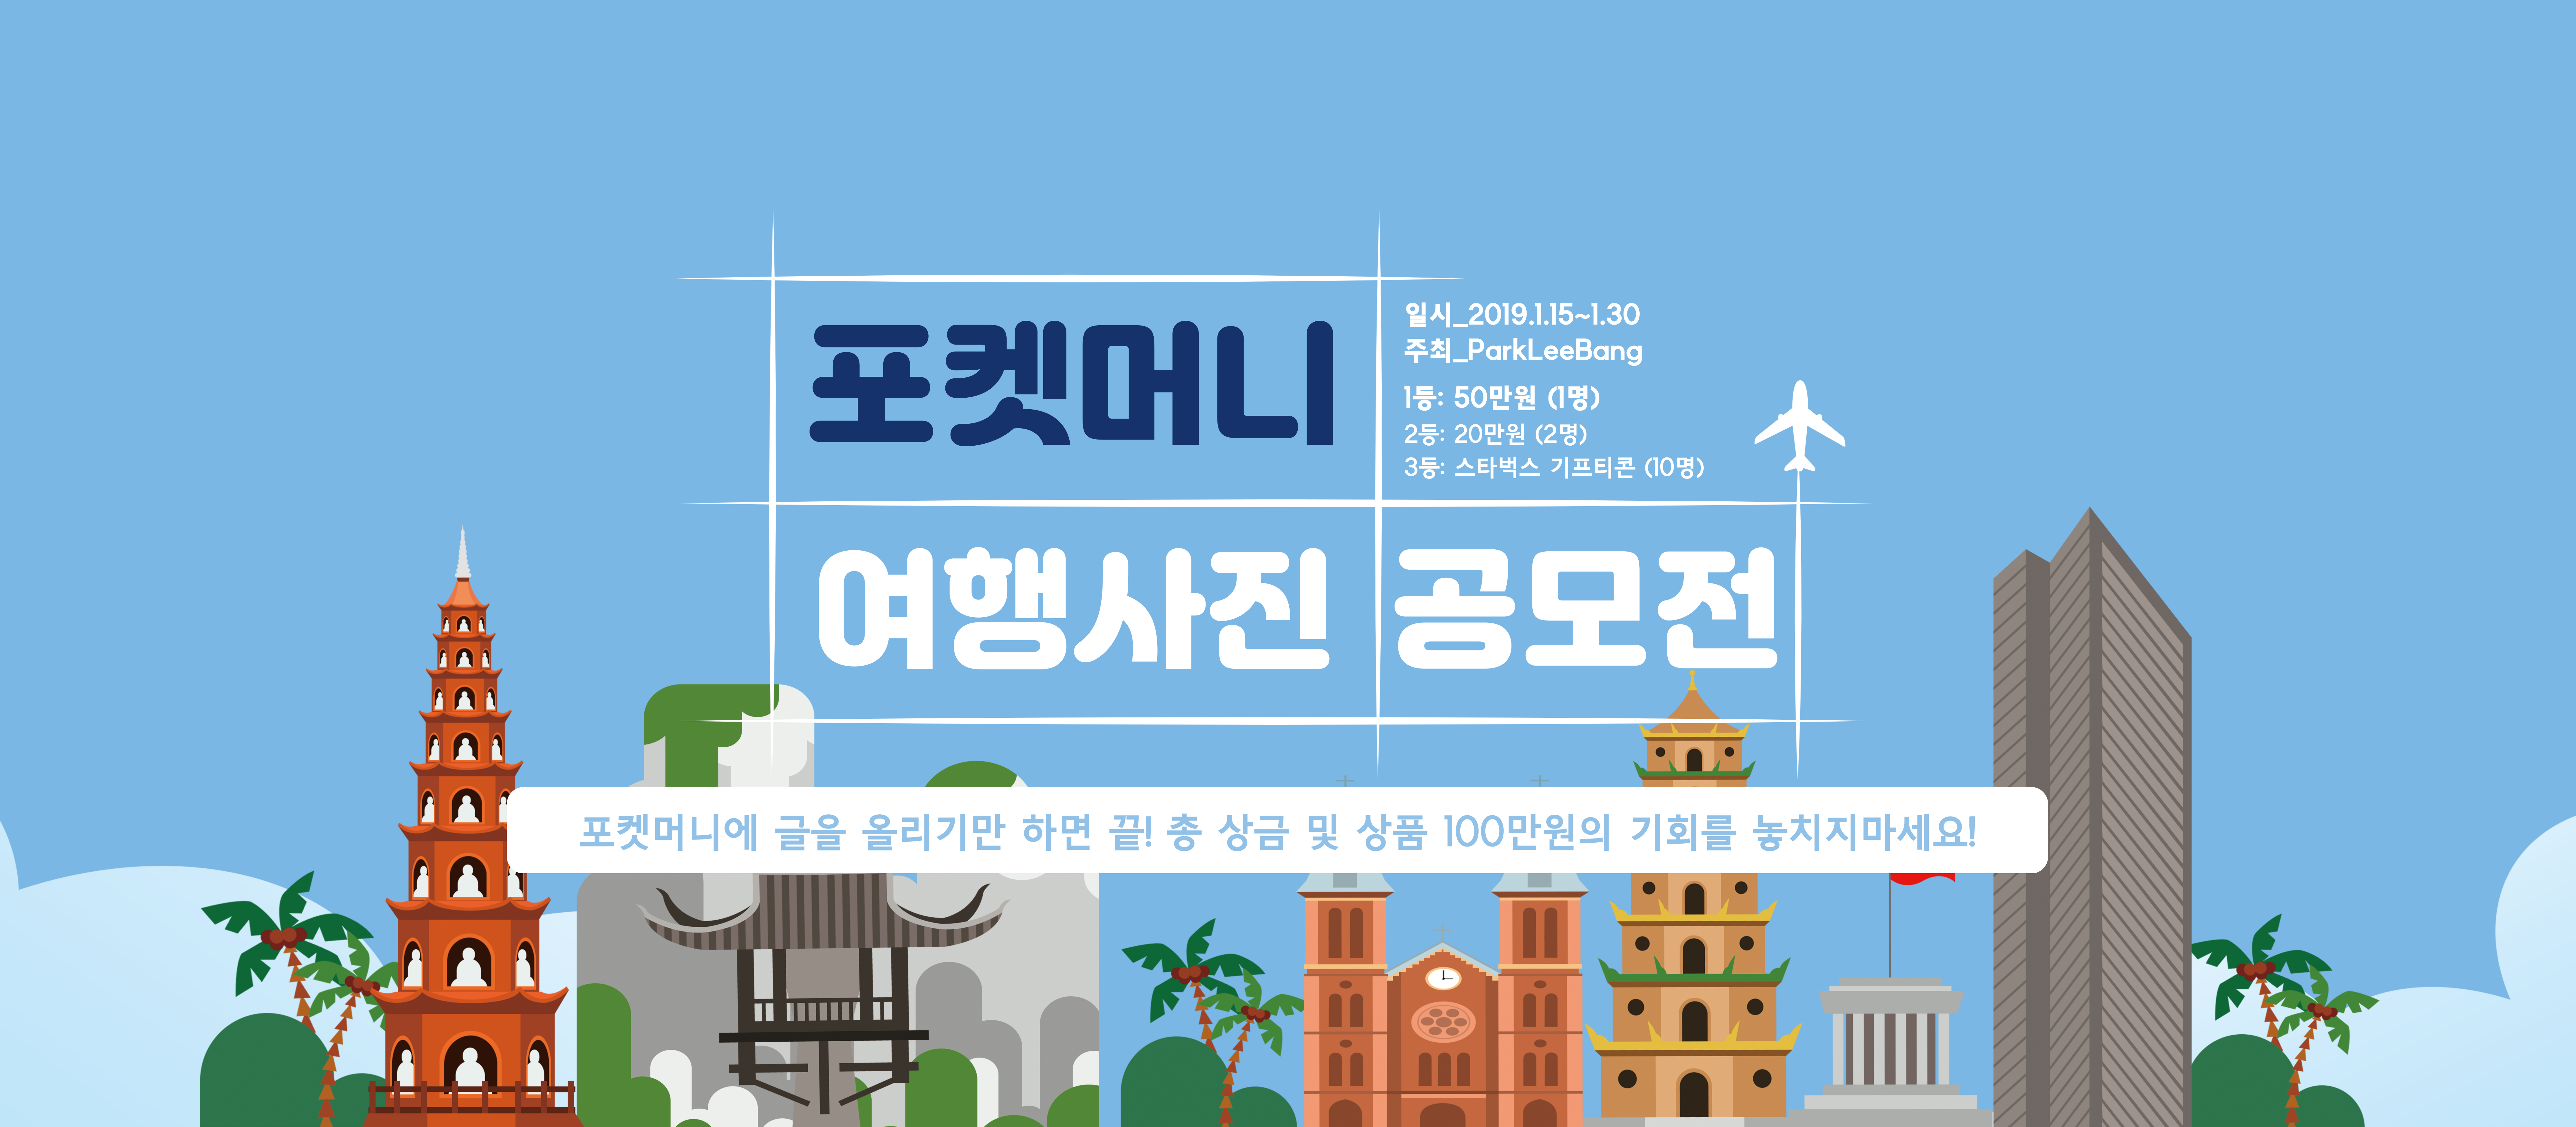 포켓머니
일시_2019.1.15~1.30
주최_ParkLeeBang
1등: 50만원 (1명)
2등: 20만원 (2명)
3등: 스타벅스 기프티콘 (10명)
여행사진 공모전
포켓머니에 글을 올리기만 하면 끝! 총 상금 및 상품 100만원의 기회를 놓치지마세요!